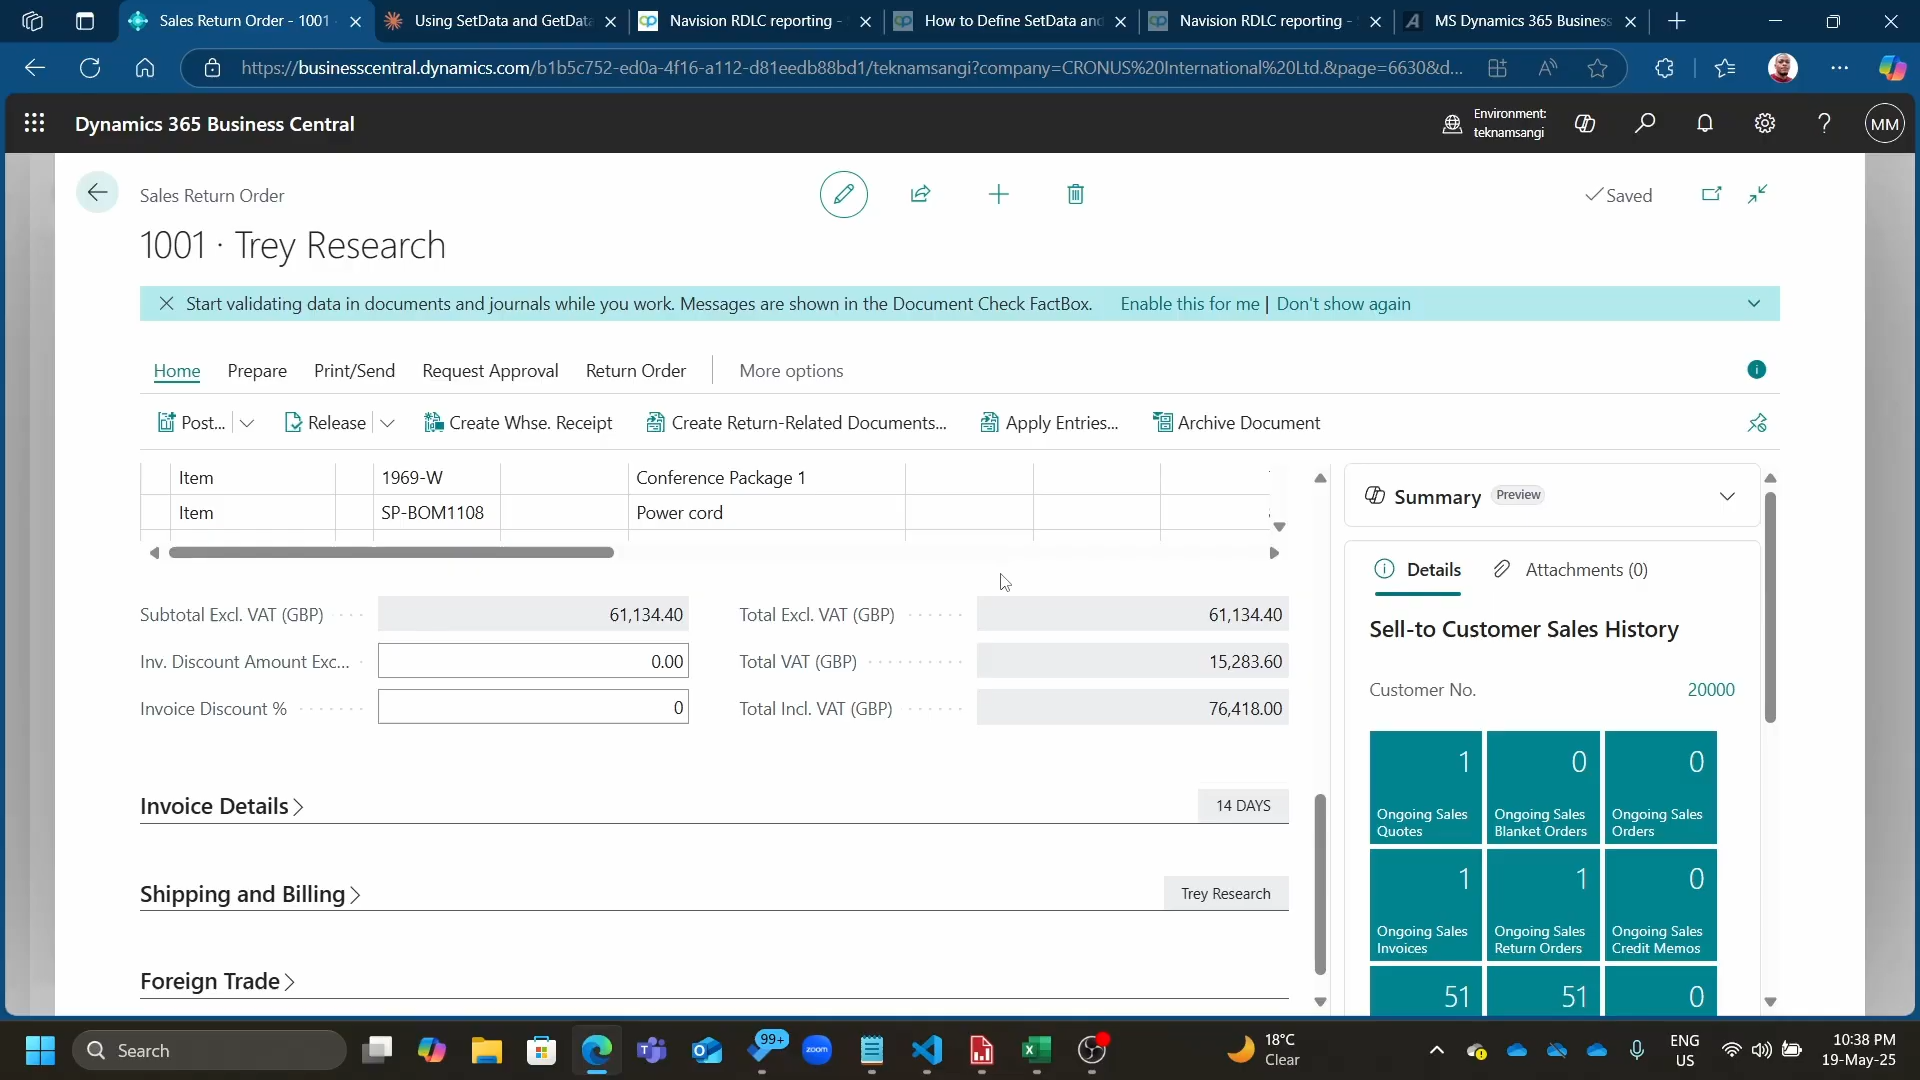 Sales Return Order - 1001
Using SetData and GetData
Navision RDLC reporting -
How to Define SetData and
Navision RDLC reporting -
MS Dynamics 365 Business
https://businesscentral.dynamics.com/b1b5c752-ed0a-4f16-a112-d81eedb88bd1/teknamsangi?company=CRONUS%20International%20Ltd.&page=6630&d...
Dynamics 365 Business Central
Environment:
teknamsangi
MM
Sales Return Order
Saved
1001 · Trey Research
Start validating data in documents and journals while you work. Messages are shown in the Document Check FactBox. Enable this for me | Don't show again
Home Prepare Print/Send Request Approval Return Order More options
Post... Release Create Whse. Receipt Create Return-Related Documents... Apply Entries... Archive Document
Item 1969-W Conference Package 1
Item SP-BOM1108 Power cord
Subtotal Excl. VAT (GBP) 61,134.40 Total Excl. VAT (GBP) 61,134.40
Inv. Discount Amount Exc... 0.00 Total VAT (GBP) 15,283.60
Invoice Discount % 0 Total Incl. VAT (GBP) 76,418.00
Invoice Details 14 DAYS
Shipping and Billing Trey Research
Foreign Trade
Summary Preview
Details Attachments (0)
Sell-to Customer Sales History
Customer No. 20000
1 0 0
Ongoing Sales Quotes
Ongoing Sales Blanket Orders
Ongoing Sales Orders
1 1 0
Ongoing Sales Invoices
Ongoing Sales Return Orders
Ongoing Sales Credit Memos
51 51 0
Search
99+
zoom
18°C
Clear
ENG
US
10:38 PM
19-May-25